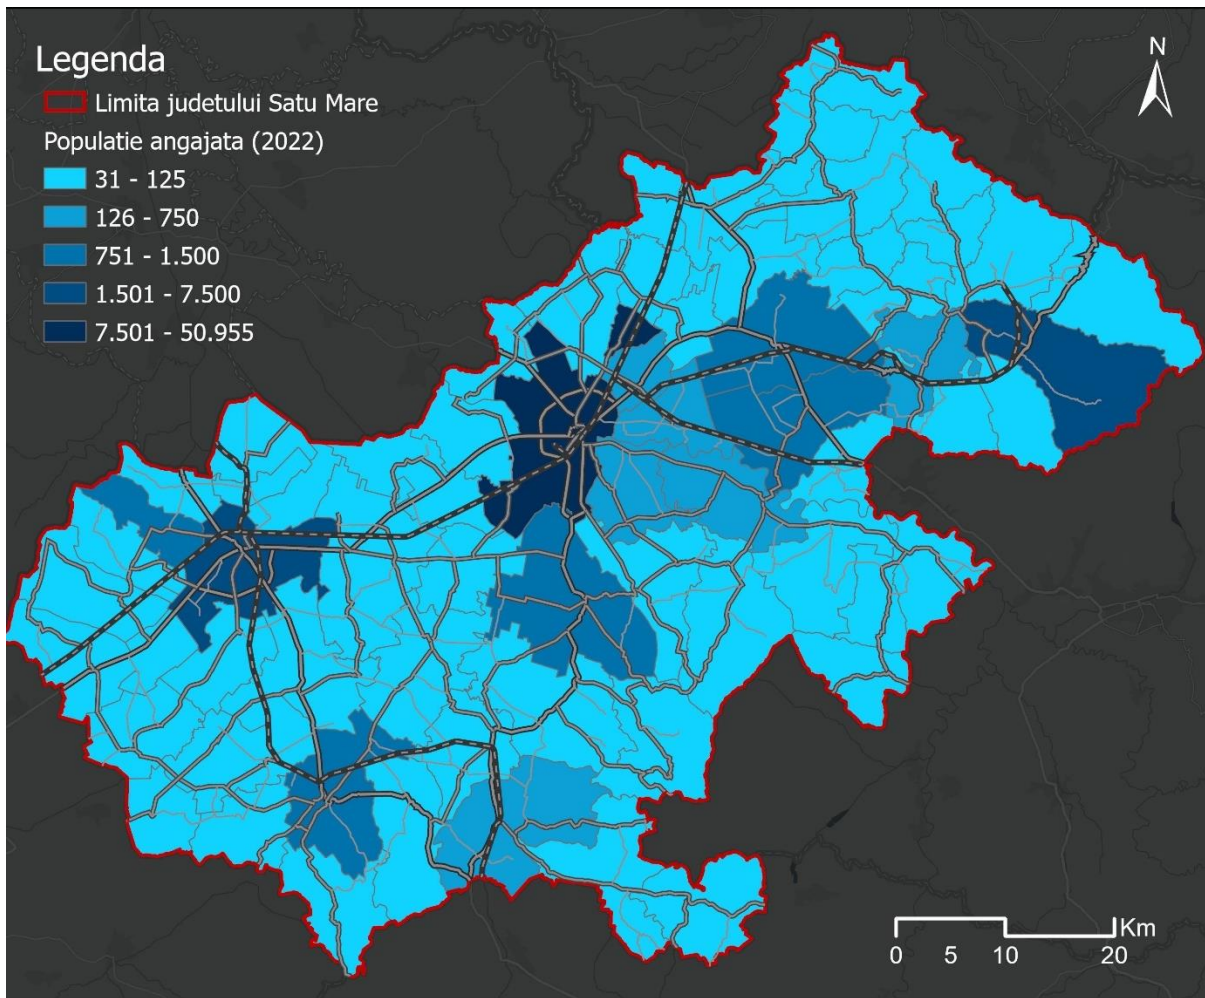 Legenda
Limita judetului Satu Mare
Populatie angajata (2022)
31 - 125
126 - 750
751 - 1.500
1.501 - 7.500
7.501 - 50.955
N
Km
0 5 10 20